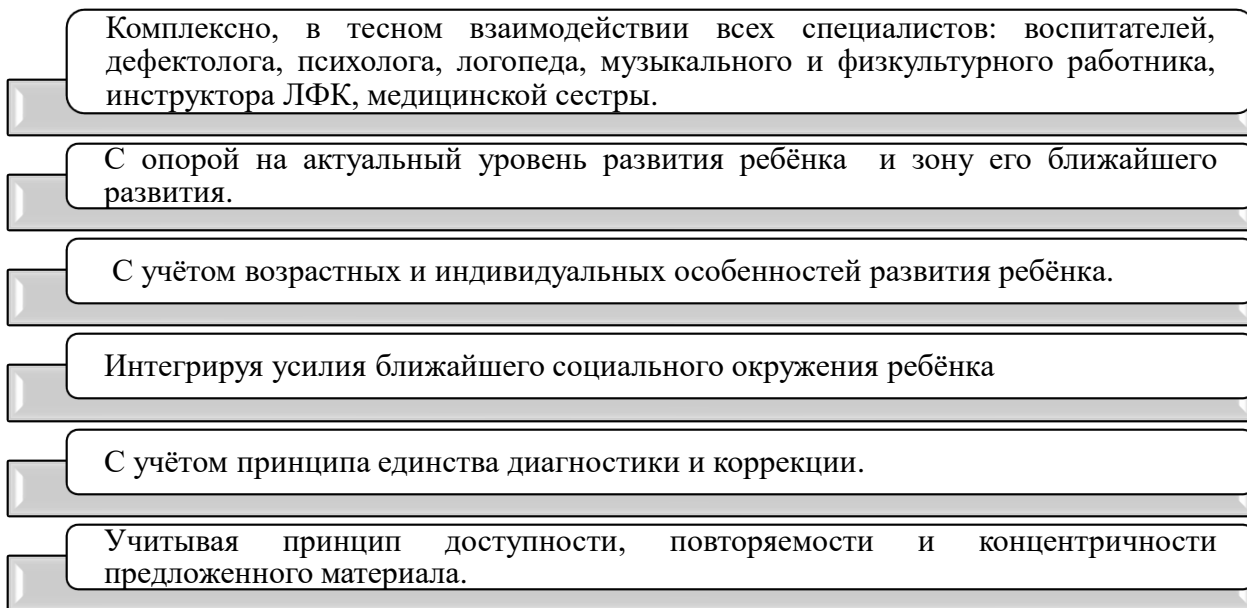 Комплексно, в тесном взаимодействии всех специалистов: воспитателей,
дефектолога, психолога, логопеда, музыкального и физкультурного работника,
инструктора ЛФК, медицинской сестры.
С опорой на актуальный уровень развития ребёнка и зону его ближайшего
развития.
С учётом возрастных и индивидуальных особенностей развития ребёнка.
Интегрируя усилия ближайшего социального окружения ребёнка
С учётом принципа единства диагностики и коррекции.
Учитывая принцип доступности, повторяемости и концентричности
предложенного материала.